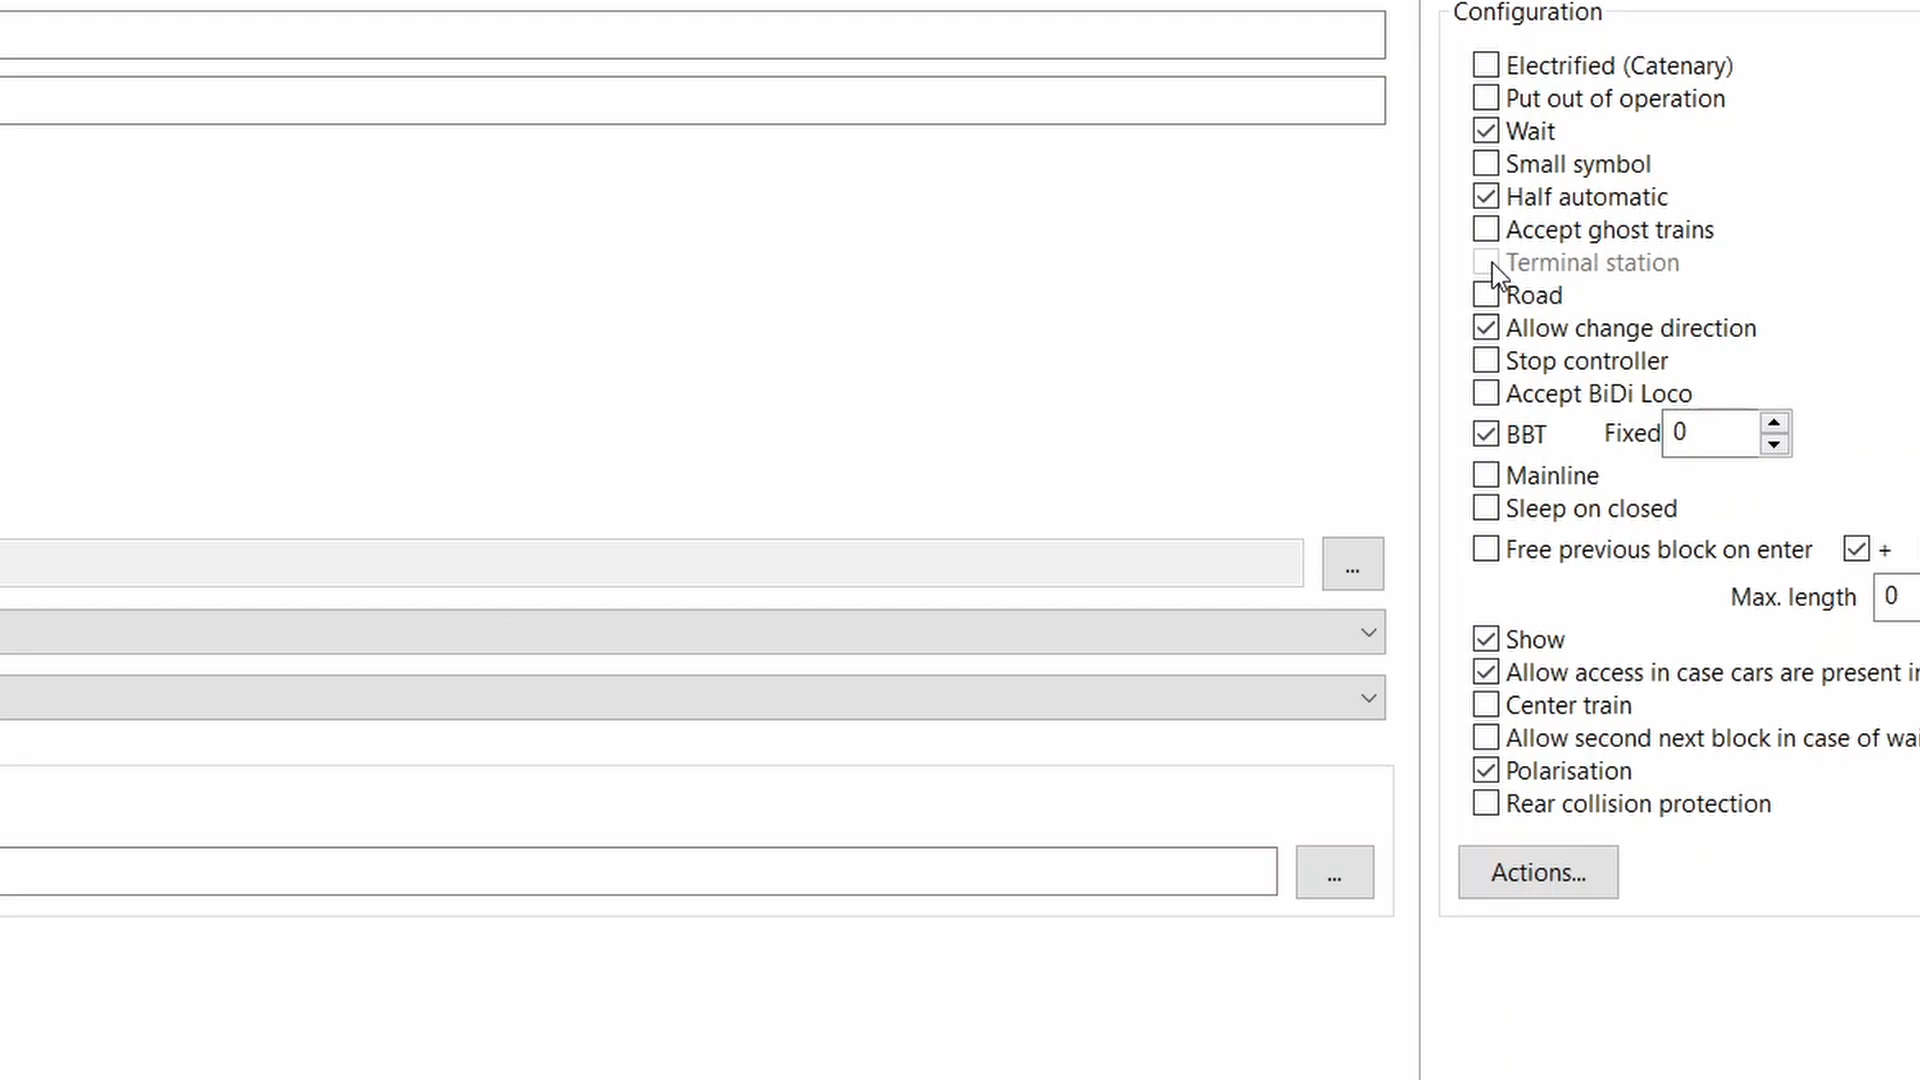 Configuration
Electrified (Catenary)
Put out of operation
Wait
Small symbol
Half automatic
Accept ghost trains
Terminal station
Road
Allow change direction
Stop controller
Accept BiDi Loco
BBT Fixed 0
Mainline
Sleep on closed
Free previous block on enter +
Max. length 0
Show
...
Allow access in case cars are present
Center train
Allow second next block in case of
Polarisation
Rear collision protection
... Actions...